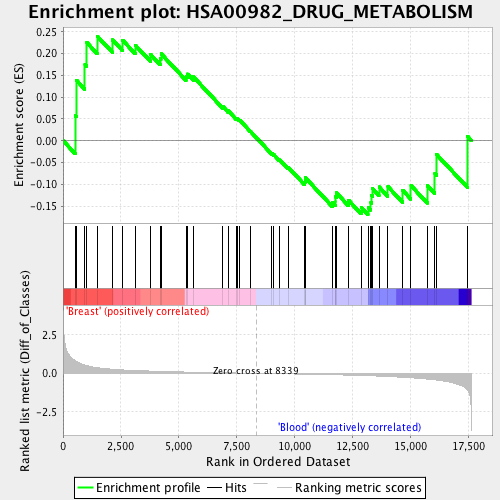 Enrichment plot: HSA00982_DRUG_METABOLISM
Enrichment score (ES)
0.25
0.20
0.15
0.10
0.05
0.00
-0.05
-0.10
-0.15
Ranked list metric (Diff_of_Classes)
'Breast' (positively correlated)
2.5
0.0
-2.5
Zero cross at 8339
'Blood' (negatively correlated)
0
2,500
5,000
7,500
10,000
12,500
15,000
17,500
Rank in Ordered Dataset
Enrichment profile
Hits
Ranking metric scores